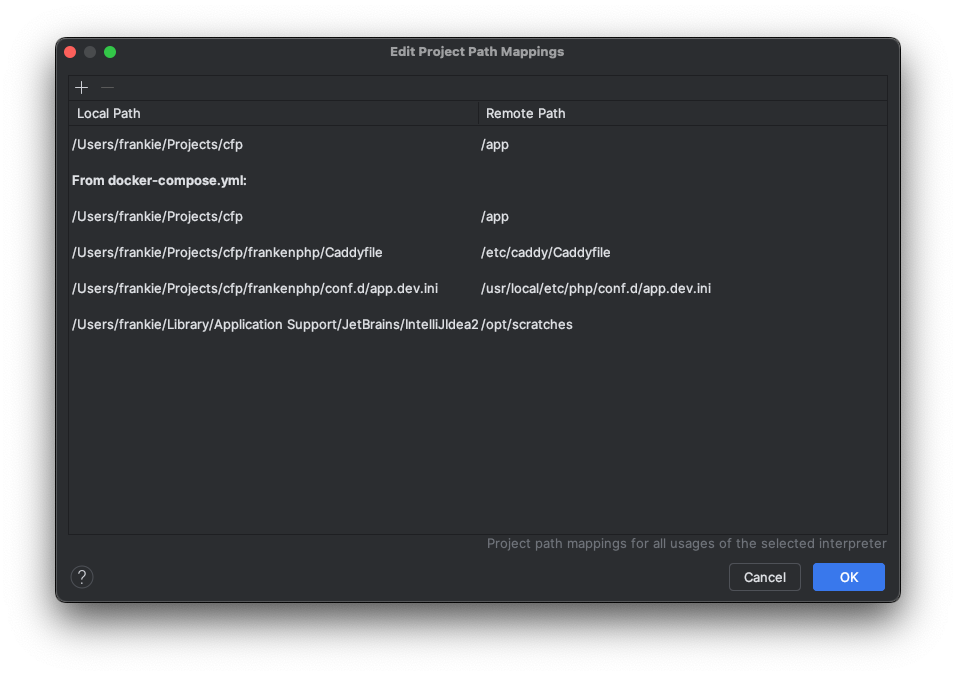 Edit Project Path Mappings
Local Path Remote Path
/Users/frankie/Projects/cfp /app
From docker-compose.yml:
/Users/frankie/Projects/cfp /app
/Users/frankie/Projects/cfp/frankenphp/Caddyfile /etc/caddy/Caddyfile
/Users/frankie/Projects/cfp/frankenphp/conf.d/app.dev.ini /usr/local/etc/php/conf.d/app.dev.ini
/Users/frankie/Library/Application Support/JetBrains/IntelliJIdea2 /opt/scratches
Project path mappings for all usages of the selected interpreter
? Cancel OK